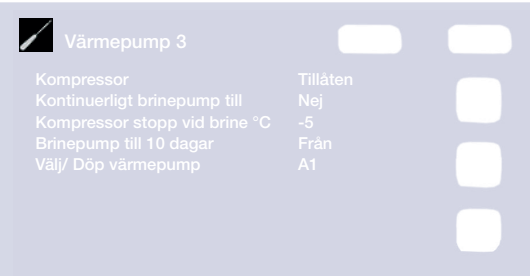 Värmepump 3
Kompressor Tillåten
Kontinuerligt brinepump till Nej
Kompressor stopp vid brine °C -5
Brinepump till 10 dagar Från
Välj/ Döp värmepump A1